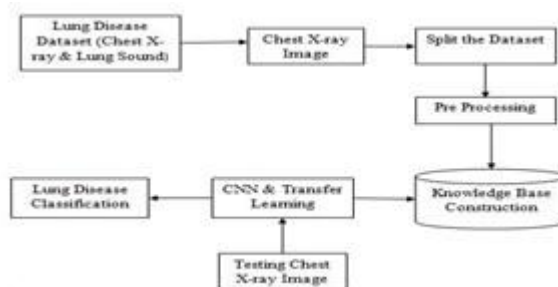 Lung Disease
Dataset (Chest X-
ray & Lung Sound)
Chest X-ray
Image
Split the Dataset
Pre Processing
Lung Disease
Classification
CNN & Transfer
Learning
Knowledge Base
Construction
Testing Chest
X-ray Image